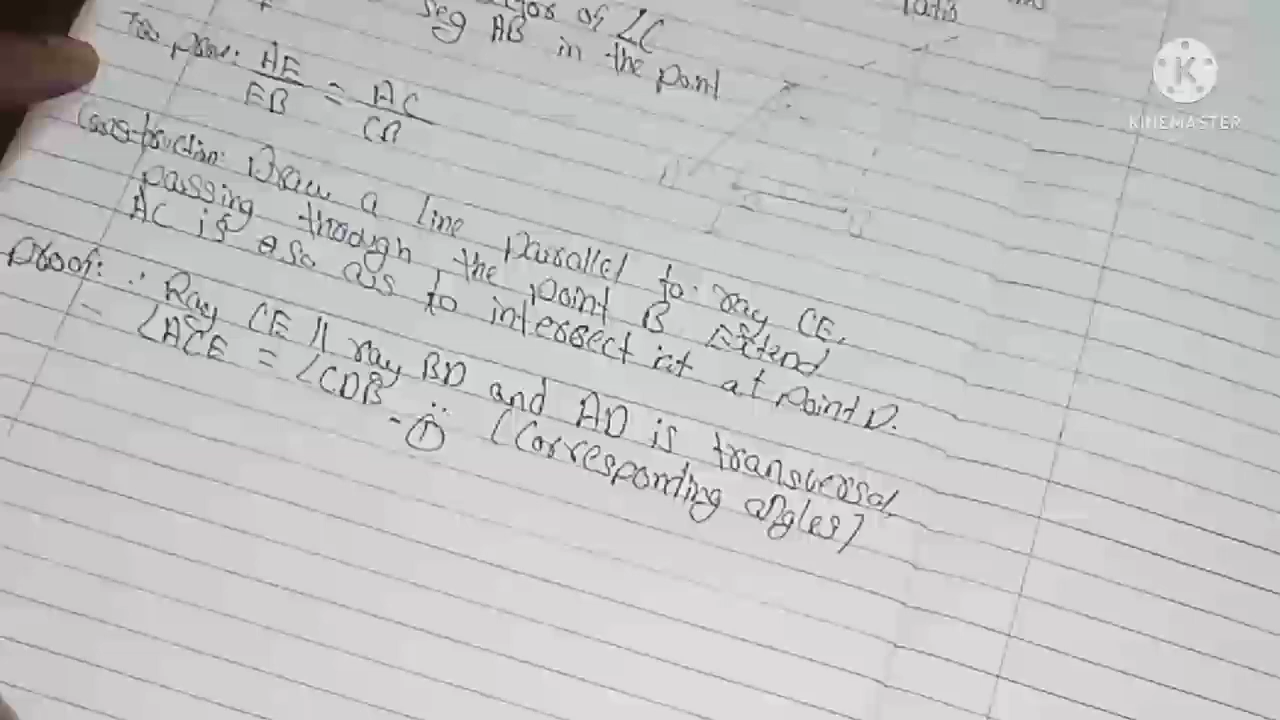 of ∠C
seg AB in the point
To prove: AE/EB = AC/CB
Construction: Draw a line parallel to ray CE,
passing through the point B Extend
AC is so as to intersect it at point D.
Proof: ∴ Ray CE || ray BD and AD is transversal,
∠ACE = ∠CDB -① (Corresponding angles)
K
KINEMASTER